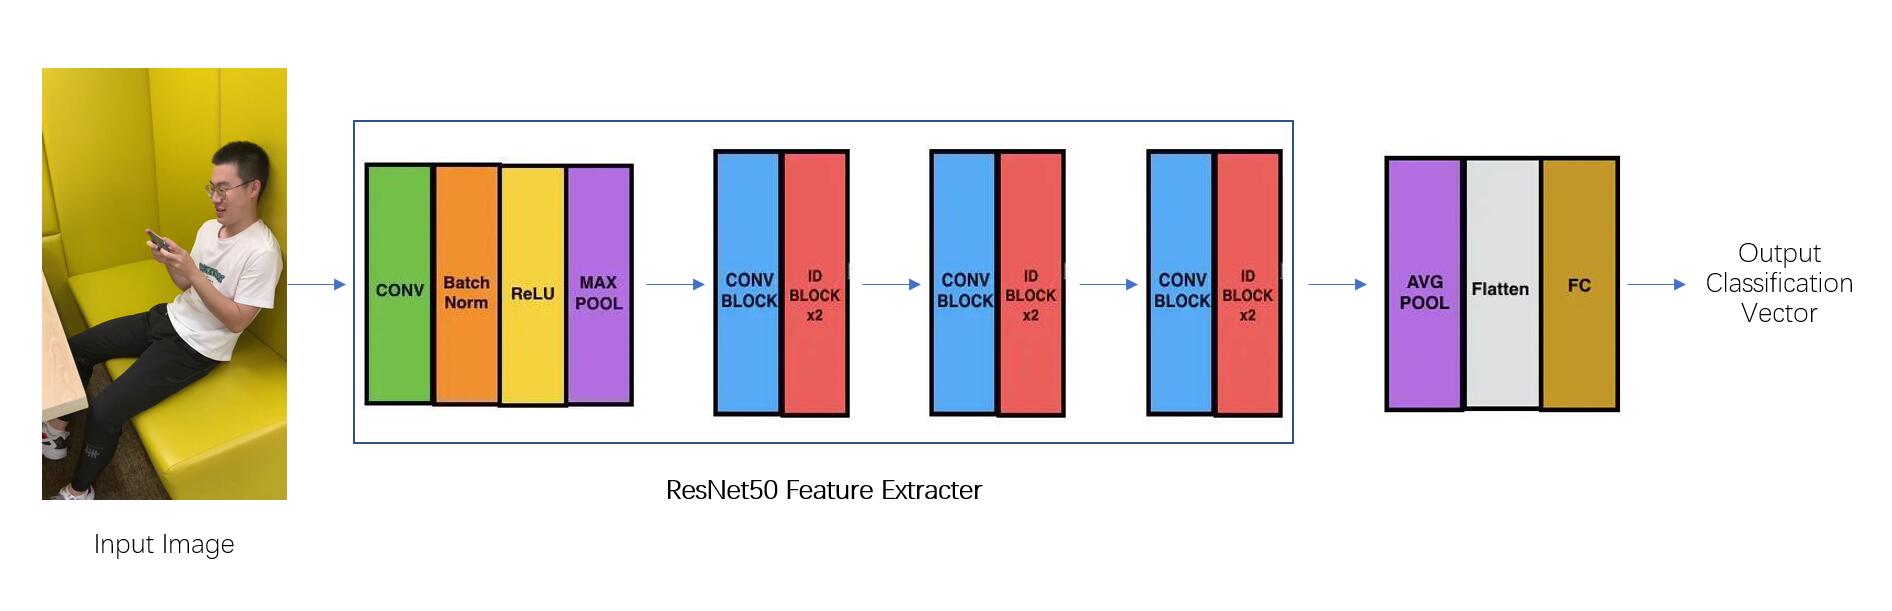 CONV
Batch
Norm
ReLU
MAX
POOL
CONV
BLOCK
ID
BLOCK
x2
CONV
BLOCK
ID
BLOCK
x2
CONV
BLOCK
ID
BLOCK
x2
AVG
POOL
Flatten
FC
Output
Classification
Vector
ResNet50 Feature Extracter
Input Image